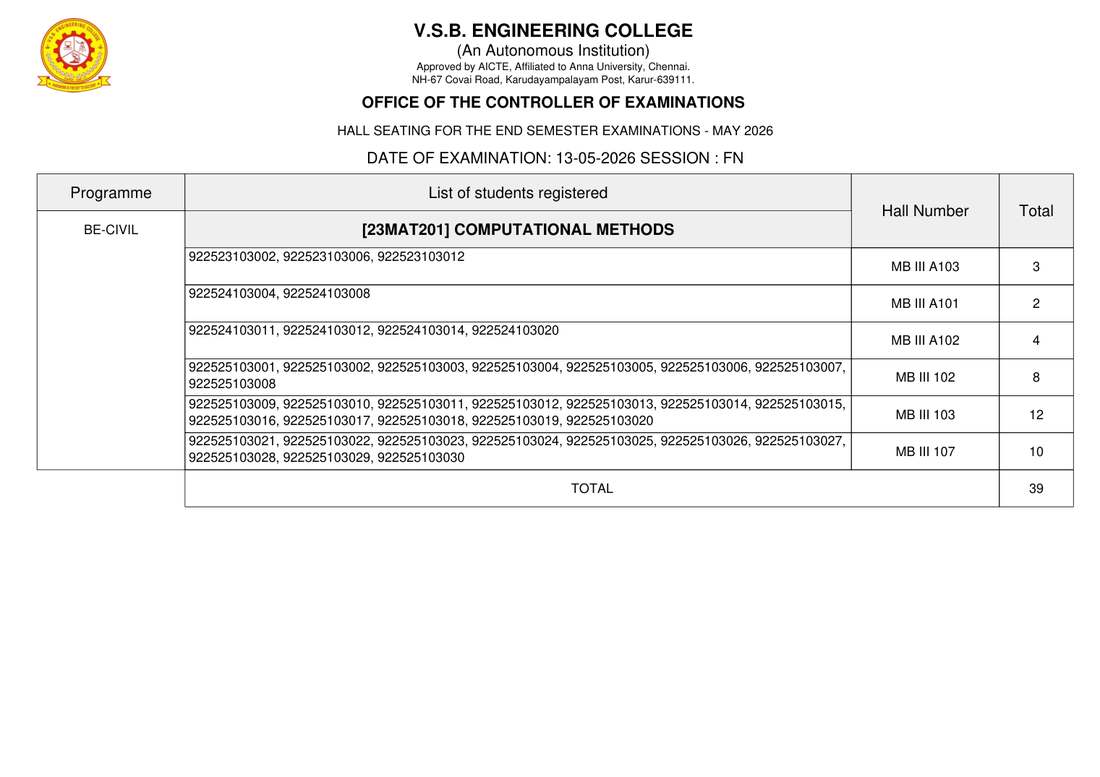 V.S.B. ENGINEERING COLLEGE
(An Autonomous Institution)
Approved by AICTE, Affiliated to Anna University, Chennai.
NH-67 Covai Road, Karudayampalayam Post, Karur-639111.
OFFICE OF THE CONTROLLER OF EXAMINATIONS
HALL SEATING FOR THE END SEMESTER EXAMINATIONS - MAY 2026
DATE OF EXAMINATION: 13-05-2026 SESSION : FN
Programme List of students registered Hall Number Total
BE-CIVIL [23MAT201] COMPUTATIONAL METHODS
922523103002, 922523103006, 922523103012 MB III A103 3
922524103004, 922524103008 MB III A101 2
922524103011, 922524103012, 922524103014, 922524103020 MB III A102 4
922525103001, 922525103002, 922525103003, 922525103004, 922525103005, 922525103006, 922525103007,
922525103008 MB III 102 8
922525103009, 922525103010, 922525103011, 922525103012, 922525103013, 922525103014, 922525103015,
922525103016, 922525103017, 922525103018, 922525103019, 922525103020 MB III 103 12
922525103021, 922525103022, 922525103023, 922525103024, 922525103025, 922525103026, 922525103027,
922525103028, 922525103029, 922525103030 MB III 107 10
TOTAL 39